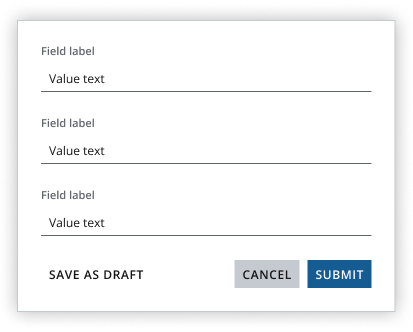 Field label
Value text
Field label
Value text
Field label
Value text
SAVE AS DRAFT CANCEL SUBMIT